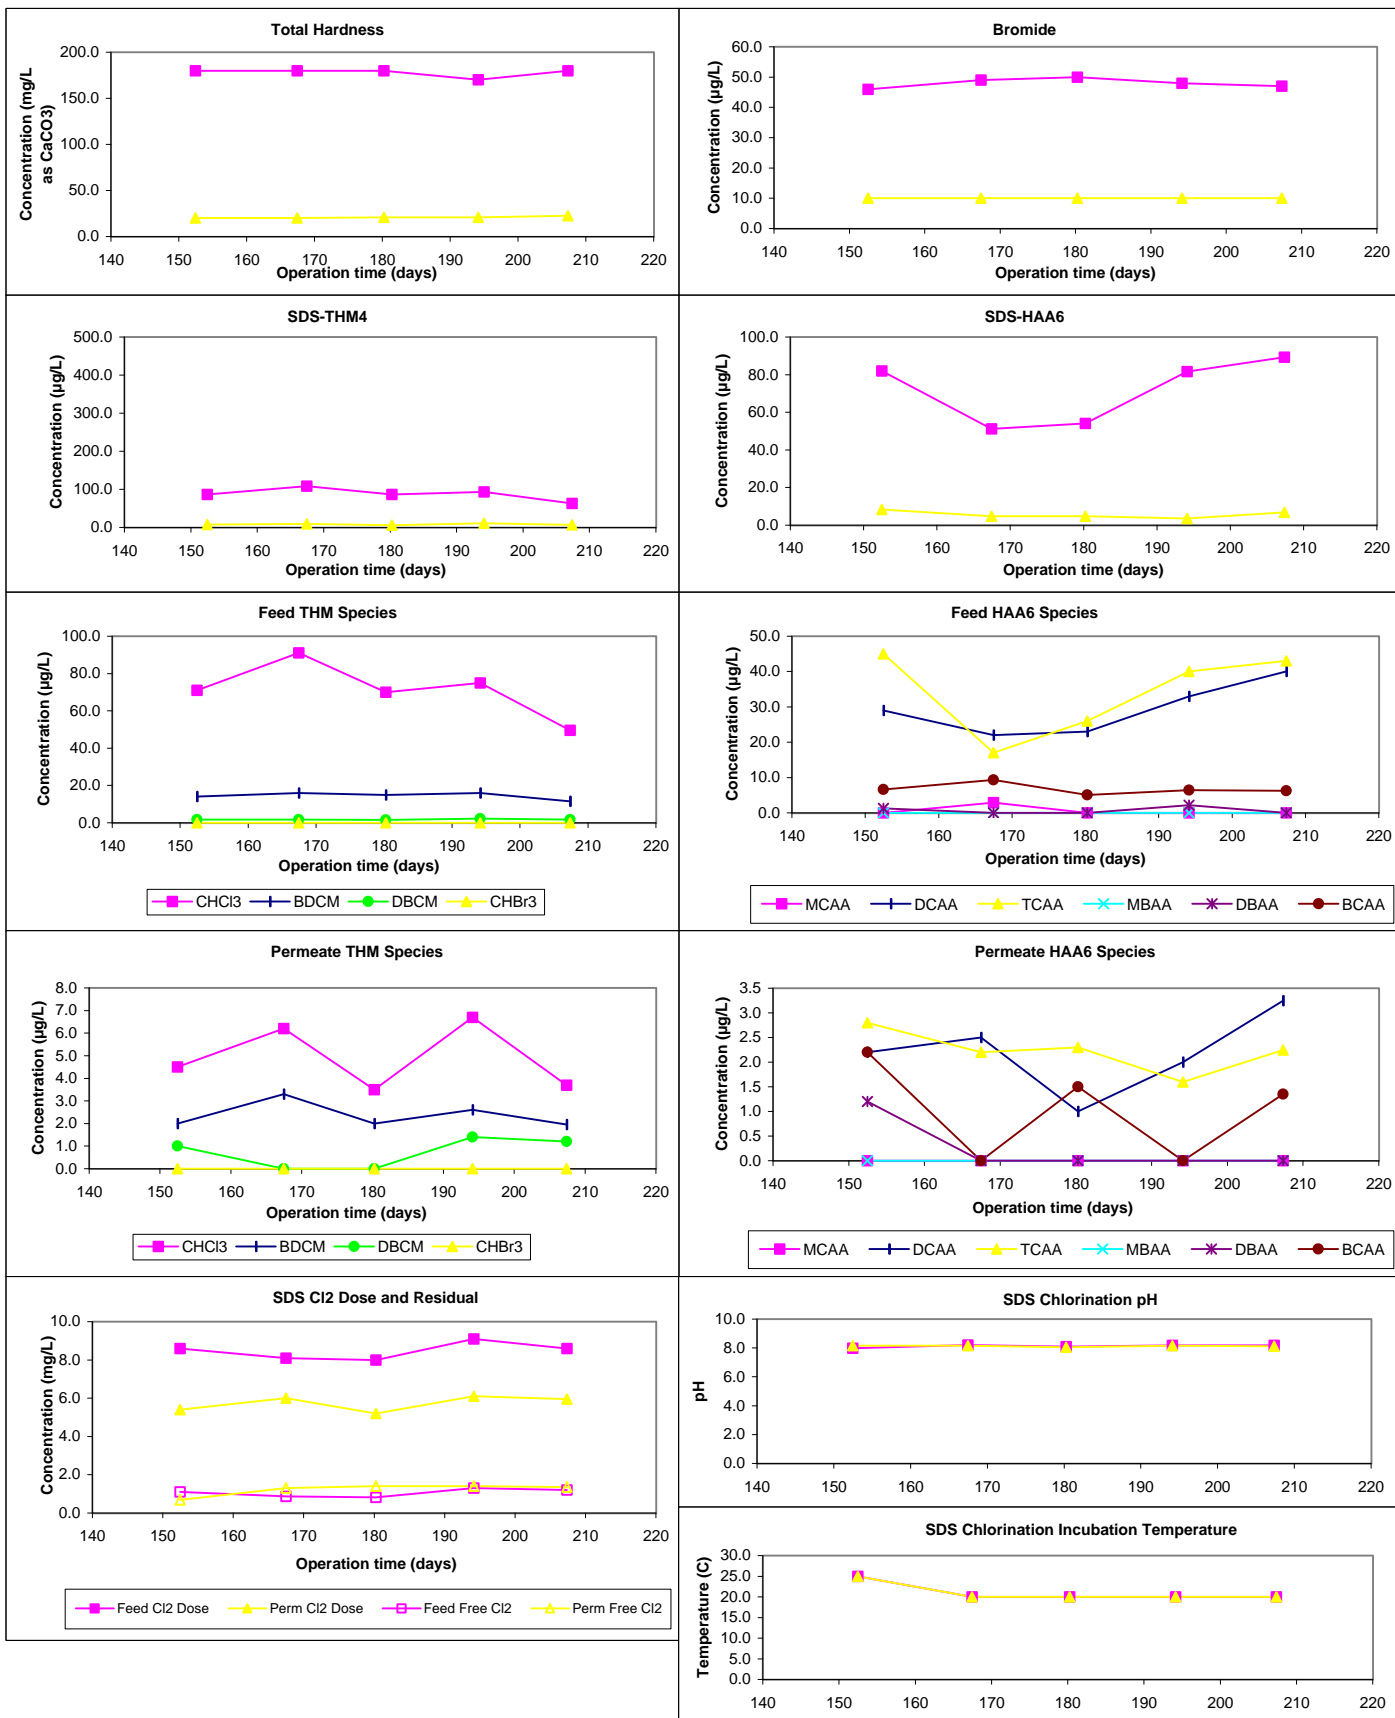 Total Hardness
Concentration (mg/L
as CaCO3)
200.0
150.0
100.0
50.0
0.0
140 150 160 170 180 190 200 210 220
Operation time (days)
Bromide
Concentration (µg/L)
60.0
50.0
40.0
30.0
20.0
10.0
0.0
140 150 160 170 180 190 200 210 220
Operation time (days)
SDS-THM4
Concentration (µg/L)
500.0
400.0
300.0
200.0
100.0
0.0
140 150 160 170 180 190 200 210 220
Operation time (days)
SDS-HAA6
Concentration (µg/L)
100.0
80.0
60.0
40.0
20.0
0.0
140 150 160 170 180 190 200 210 220
Operation time (days)
Feed THM Species
Concentration (µg/L)
100.0
80.0
60.0
40.0
20.0
0.0
140 150 160 170 180 190 200 210 220
Operation time (days)
CHCl3 BDCM DBCM CHBr3
Feed HAA6 Species
Concentration (µg/L)
50.0
40.0
30.0
20.0
10.0
0.0
140 150 160 170 180 190 200 210 220
Operation time (days)
MCAA DCAA TCAA MBAA DBAA BCAA
Permeate THM Species
Concentration (µg/L)
8.0
7.0
6.0
5.0
4.0
3.0
2.0
1.0
0.0
140 150 160 170 180 190 200 210 220
Operation time (days)
CHCl3 BDCM DBCM CHBr3
Permeate HAA6 Species
Concentration (µg/L)
3.5
3.0
2.5
2.0
1.5
1.0
0.5
0.0
140 150 160 170 180 190 200 210 220
Operation time (days)
MCAA DCAA TCAA MBAA DBAA BCAA
SDS Cl2 Dose and Residual
Concentration (mg/L)
10.0
8.0
6.0
4.0
2.0
0.0
140 150 160 170 180 190 200 210 220
Operation time (days)
Feed Cl2 Dose Perm Cl2 Dose Feed Free Cl2 Perm Free Cl2
SDS Chlorination pH
pH
10.0
8.0
6.0
4.0
2.0
0.0
140 150 160 170 180 190 200 210 220
SDS Chlorination Incubation Temperature
Temperature (C)
30.0
25.0
20.0
15.0
10.0
5.0
0.0
140 150 160 170 180 190 200 210 220